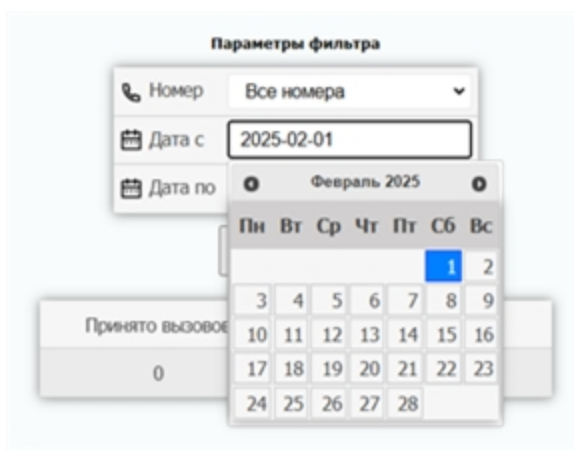 Параметры фильтра
Номер Все номера
Дата с 2025-02-01
Дата по
Февраль 2025
Пн Вт Ср Чт Пт Сб Вс
1 2
3 4 5 6 7 8 9
10 11 12 13 14 15 16
17 18 19 20 21 22 23
24 25 26 27 28
Принято вызовов
0